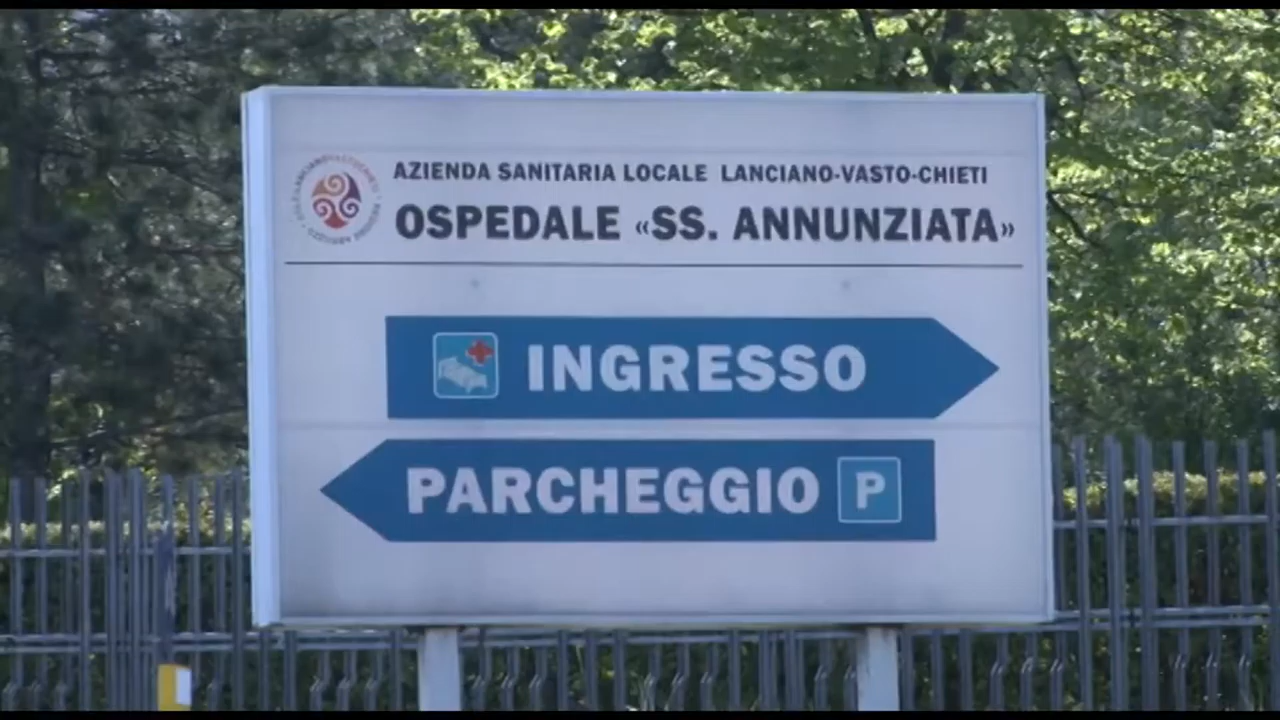 AZIENDA SANITARIA LOCALE LANCIANO-VASTO-CHIETI
OSPEDALE «SS. ANNUNZIATA»
INGRESSO
PARCHEGGIO P